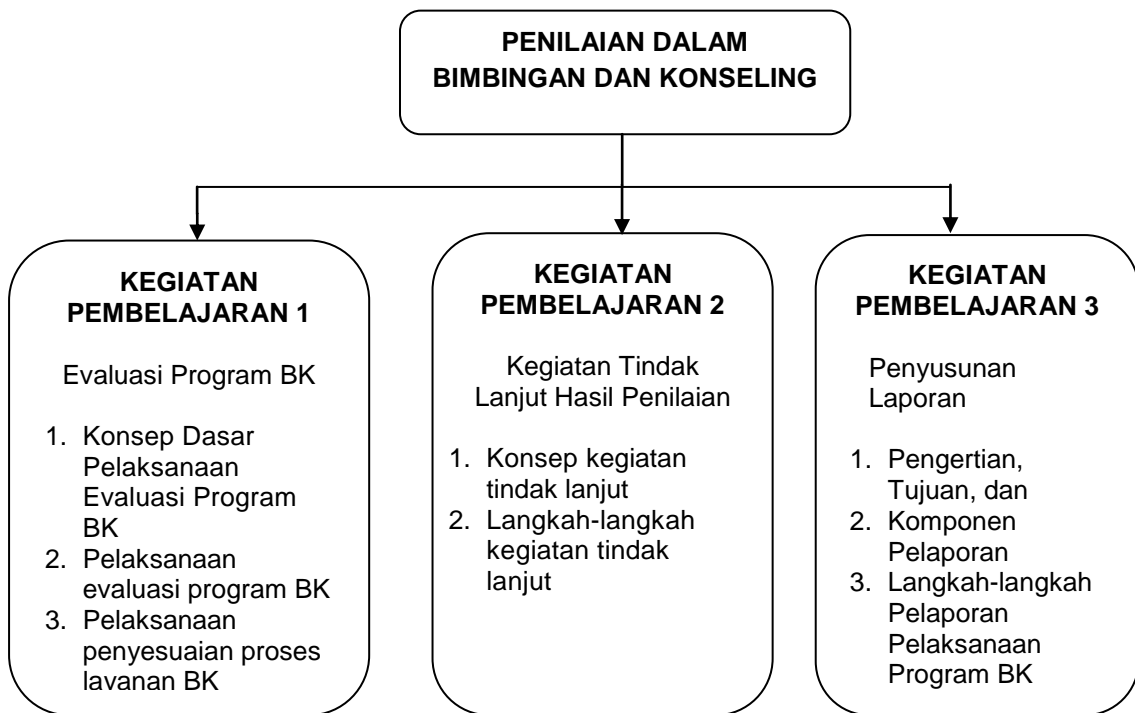 PENILAIAN DALAM
BIMBINGAN DAN KONSELING
KEGIATAN
PEMBELAJARAN 1
Evaluasi Program BK
1. Konsep Dasar
Pelaksanaan
Evaluasi Program
BK
2. Pelaksanaan
evaluasi program BK
3. Pelaksanaan
penyesuaian proses
layanan BK
KEGIATAN
PEMBELAJARAN 2
Kegiatan Tindak
Lanjut Hasil Penilaian
1. Konsep kegiatan
tindak lanjut
2. Langkah-langkah
kegiatan tindak
lanjut
KEGIATAN
PEMBELAJARAN 3
Penyusunan
Laporan
1. Pengertian,
Tujuan, dan
2. Komponen
Pelaporan
3. Langkah-langkah
Pelaporan
Pelaksanaan
Program BK